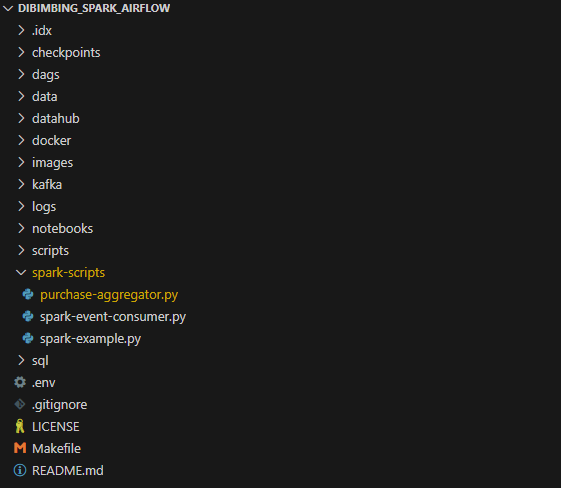 DIBIMBING_SPARK_AIRFLOW
.idx
checkpoints
dags
data
datahub
docker
images
kafka
logs
notebooks
scripts
spark-scripts
purchase-aggregator.py
spark-event-consumer.py
spark-example.py
sql
.env
.gitignore
LICENSE
Makefile
README.md